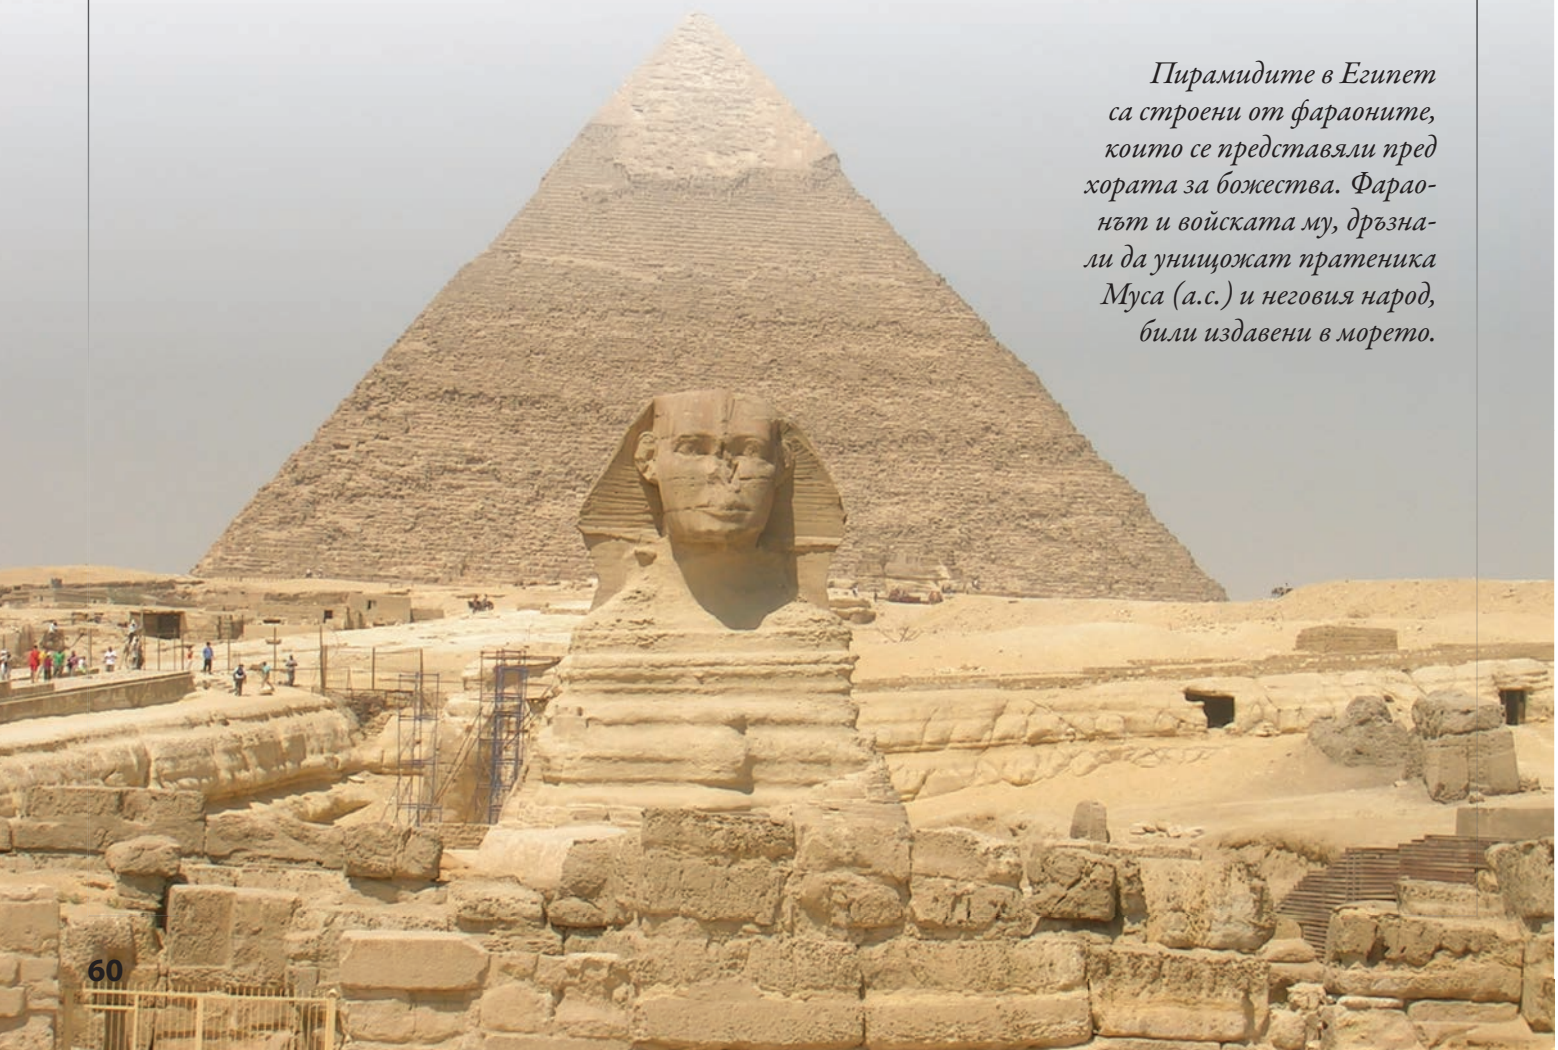 Пирамидите в Египет
са строени от фараоните,
които се представяли пред
хората за божества. Фарао-
нът и войската му, дръзна-
ли да унищожат пратеника
Муса (а.с.) и неговия народ,
били издавени в морето.
60